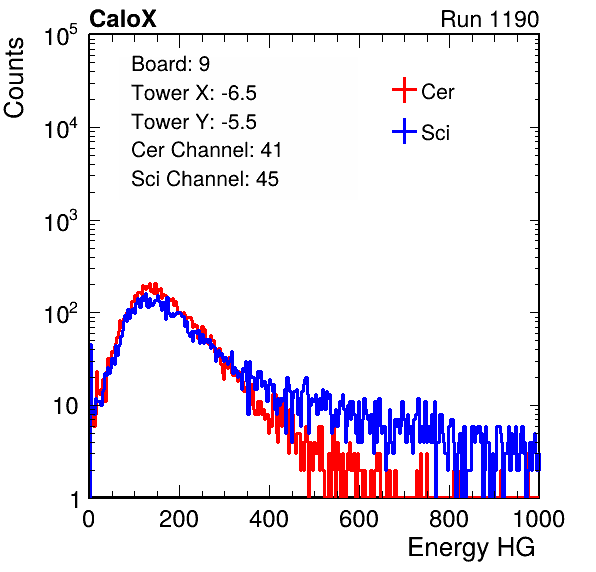 CaloX Run 1190
Counts
10^5
10^4
10^3
10^2
10
1
Board: 9
Tower X: -6.5
Tower Y: -5.5
Cer Channel: 41
Sci Channel: 45
Cer
Sci
0 200 400 600 800 1000
Energy HG